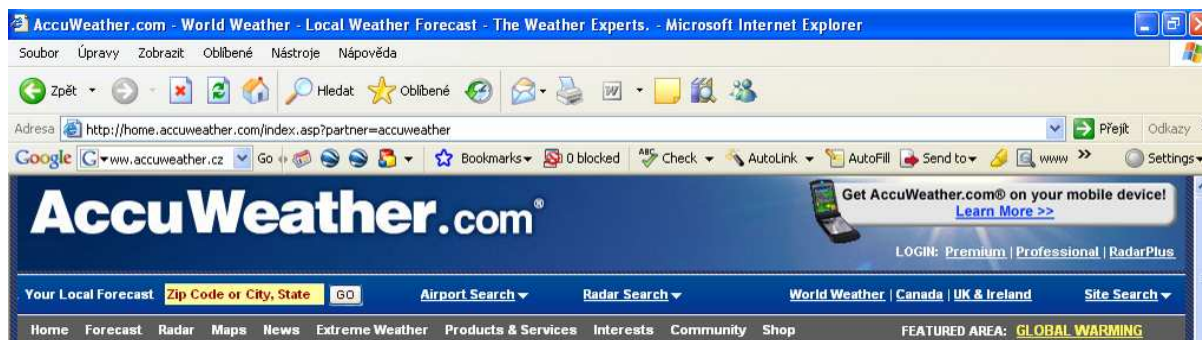 AccuWeather.com - World Weather - Local Weather Forecast - The Weather Experts. - Microsoft Internet Explorer
Soubor Úpravy Zobrazit Oblíbené Nástroje Nápověda
Zpět Hledat Oblíbené
Adresa http://home.accuweather.com/index.asp?partner=accuweather Přejít Odkazy
Google G ww.accuweather.cz Go Bookmarks 0 blocked ABC Check AutoLink AutoFill Send to www » Settings
AccuWeather.com®
Get AccuWeather.com® on your mobile device!
Learn More >>
LOGIN: Premium | Professional | RadarPlus
Your Local Forecast Zip Code or City, State GO Airport Search Radar Search World Weather | Canada | UK & Ireland Site Search
Home Forecast Radar Maps News Extreme Weather Products & Services Interests Community Shop FEATURED AREA: GLOBAL WARMING